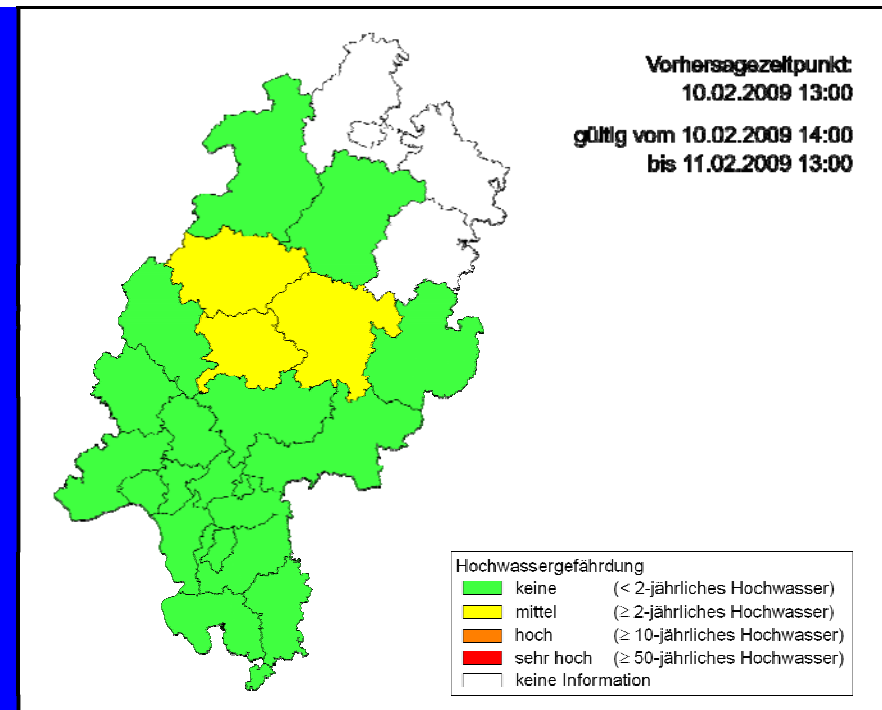 Vorhersagezeitpunkt:
10.02.2009 13:00
gültig vom 10.02.2009 14:00
bis 11.02.2009 13:00
Hochwassergefährdung
keine (< 2-jährliches Hochwasser)
mittel (≥ 2-jährliches Hochwasser)
hoch (≥ 10-jährliches Hochwasser)
sehr hoch (≥ 50-jährliches Hochwasser)
keine Information